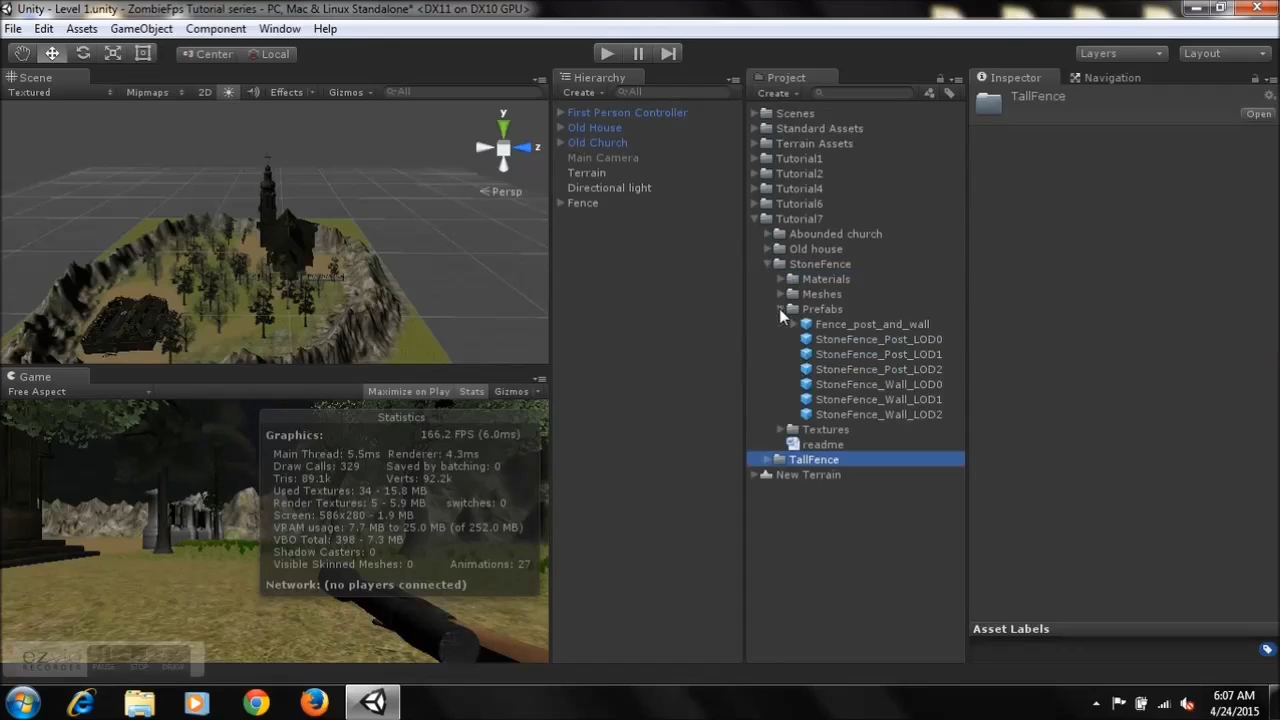 Unity - Level 1.unity - ZombieFps Tutorial series - PC, Mac & Linux Standalone* <DX11 on DX10 GPU>
File Edit Assets GameObject Component Window Help
Center Local Layers Layout
Scene
Textured Mipmaps 2D Effects Gizmos All
y
z
Persp
Hierarchy
Create All
First Person Controller
Old House
Old Church
Main Camera
Terrain
Directional light
Fence
Project
Create
Scenes
Standard Assets
Terrain Assets
Tutorial1
Tutorial2
Tutorial4
Tutorial6
Tutorial7
Abounded church
Old house
StoneFence
Materials
Meshes
Prefabs
Fence_post_and_wall
StoneFence_Post_LOD0
StoneFence_Post_LOD1
StoneFence_Post_LOD2
StoneFence_Wall_LOD0
StoneFence_Wall_LOD1
StoneFence_Wall_LOD2
Textures
readme
TallFence
New Terrain
Inspector Navigation
TallFence
Open
Asset Labels
Game
Free Aspect Maximize on Play Stats Gizmos
Statistics
Graphics: 166.2 FPS (6.0ms)
Main Thread: 5.5ms Renderer: 4.3ms
Draw Calls: 329 Saved by batching: 0
Tris: 89.1k Verts: 92.2k
Used Textures: 34 - 15.8 MB
Render Textures: 5 - 5.9 MB switches: 0
Screen: 586x280 - 1.9 MB
VRAM usage: 7.7 MB to 25.0 MB (of 252.0 MB)
VBO Total: 398 - 7.3 MB
Shadow Casters: 0
Visible Skinned Meshes: 0 Animations: 27
Network: (no players connected)
RECORDER PAUSE STOP DRAW
6:07 AM
4/24/2015